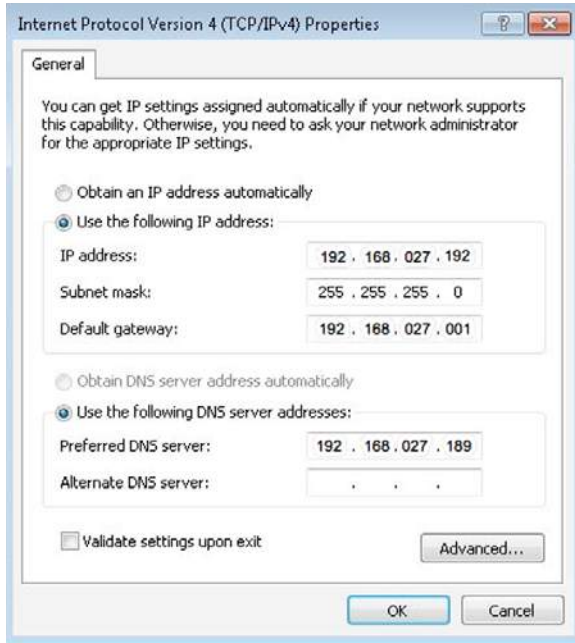 Internet Protocol Version 4 (TCP/IPv4) Properties
General
You can get IP settings assigned automatically if your network supports
this capability. Otherwise, you need to ask your network administrator
for the appropriate IP settings.
Obtain an IP address automatically
Use the following IP address:
IP address: 192 . 168 . 027 . 192
Subnet mask: 255 . 255 . 255 . 0
Default gateway: 192 . 168 . 027 . 001
Obtain DNS server address automatically
Use the following DNS server addresses:
Preferred DNS server: 192 . 168 . 027 . 189
Alternate DNS server: . . .
Validate settings upon exit
Advanced...
OK Cancel